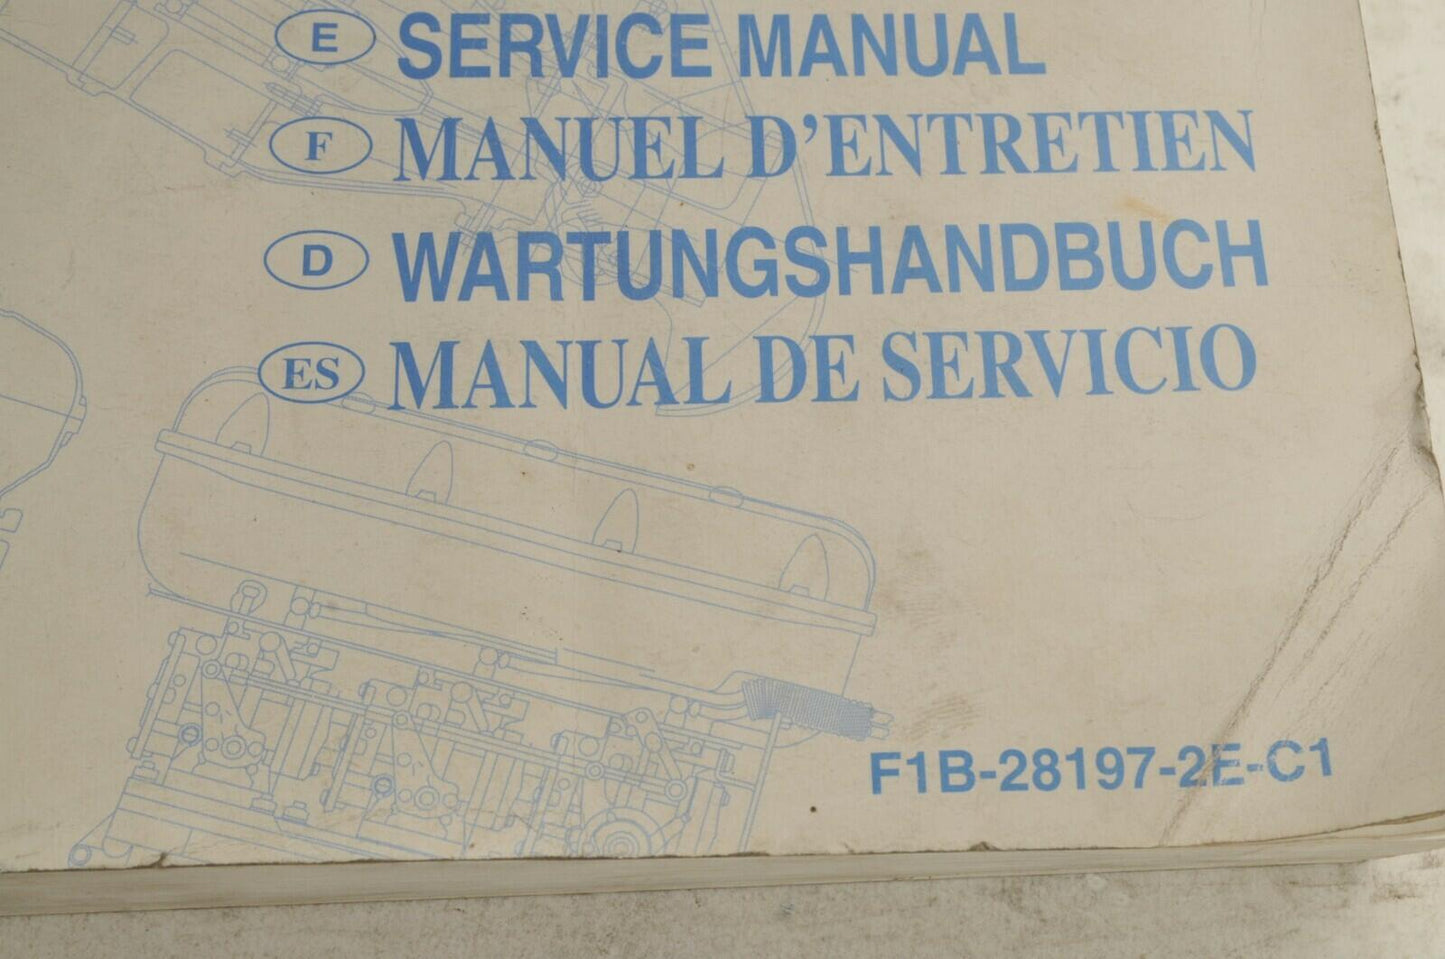 E SERVICE MANUAL
F MANUEL D'ENTRETIEN
D WARTUNGSHANDBUCH
ES MANUAL DE SERVICIO
F1B-28197-2E-C1